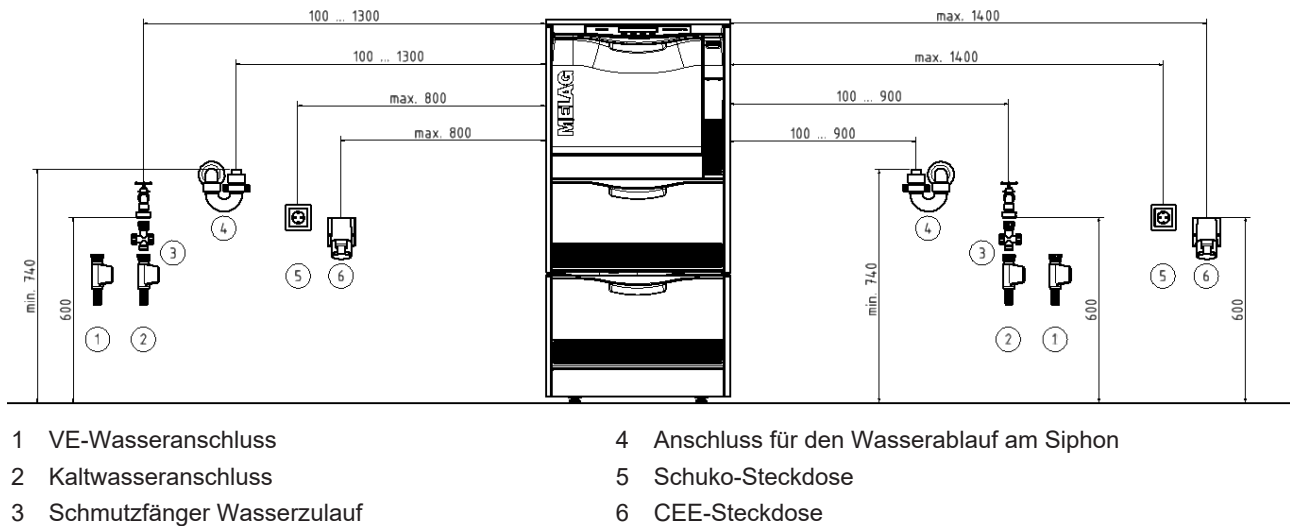 100 ... 1300
max. 1400
100 ... 1300
max. 1400
max. 800
100 ... 900
max. 800
100 ... 900
MELAG
min. 740
600
1
2
3
4
5
6
min. 740
600
600
4
3
2
1
5
6
1 VE-Wasseranschluss
2 Kaltwasseranschluss
3 Schmutzfänger Wasserzulauf
4 Anschluss für den Wasserablauf am Siphon
5 Schuko-Steckdose
6 CEE-Steckdose